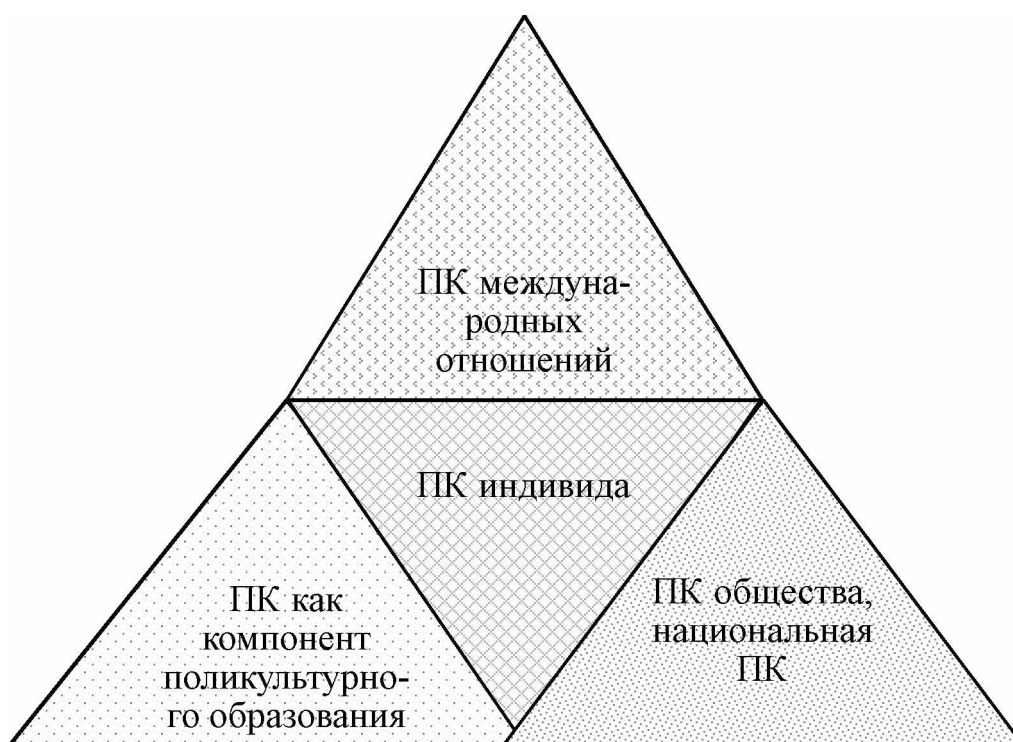 ПК междуна-
родных
отношений
ПК индивида
ПК как
компонент
поликультурно-
го образования
ПК общества,
национальная
ПК